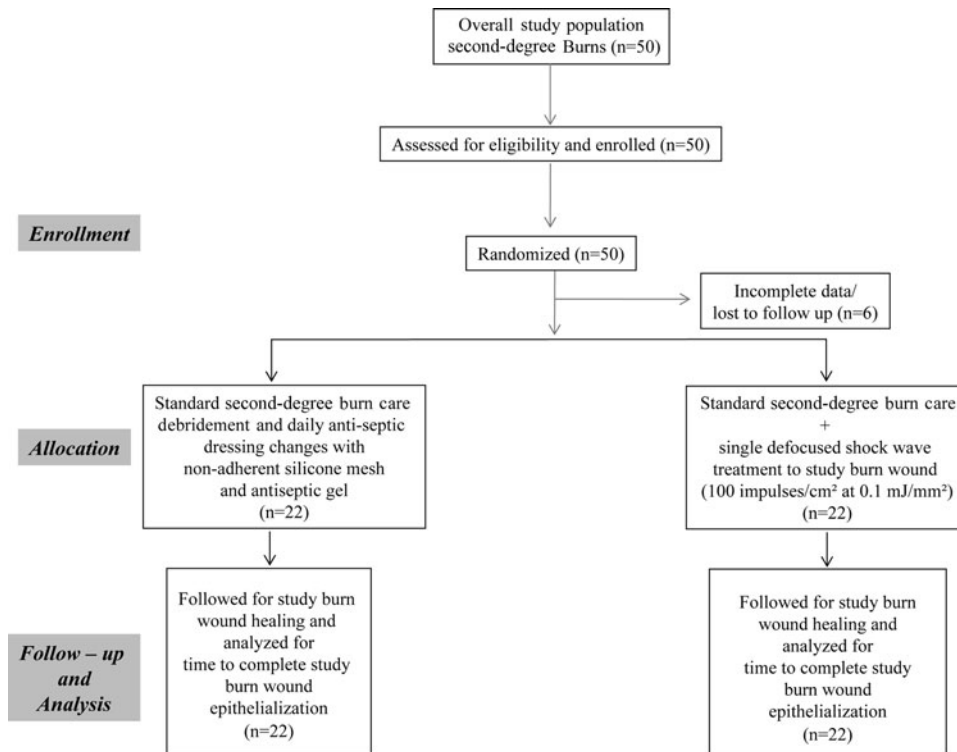 Overall study population
second-degree Burns (n=50)
Assessed for eligibility and enrolled (n=50)
Enrollment
Randomized (n=50)
Incomplete data/
lost to follow up (n=6)
Allocation
Standard second-degree burn care
debridement and daily anti-septic
dressing changes with
non-adherent silicone mesh
and antiseptic gel
(n=22)
Standard second-degree burn care
+
single defocused shock wave
treatment to study burn wound
(100 impulses/cm² at 0.1 mJ/mm²)
(n=22)
Follow – up
and
Analysis
Followed for study burn
wound healing and
analyzed for
time to complete study
burn wound
epithelialization
(n=22)
Followed for study burn
wound healing and
analyzed for
time to complete study
burn wound
epithelialization
(n=22)